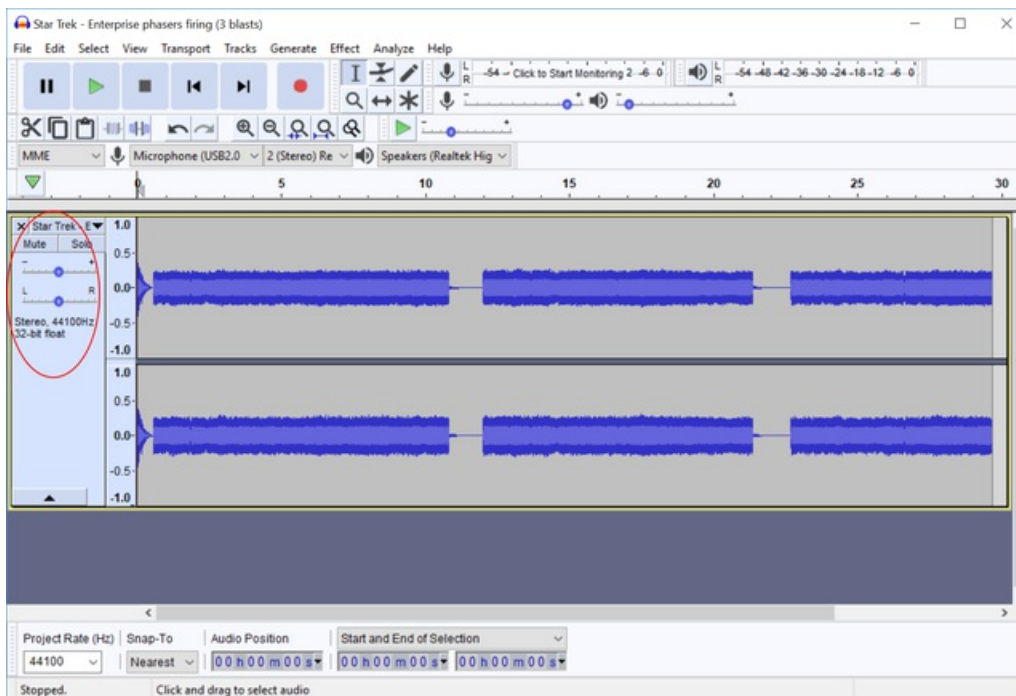 Star Trek - Enterprise phasers firing (3 blasts)
File Edit Select View Transport Tracks Generate Effect Analyze Help
L
R
-54 - Click to Start Monitoring 2 -6 0
L
R
-54 -48 -42 -36 -30 -24 -18 -12 -6 0
MME Microphone (USB2.0 2 (Stereo) Re Speakers (Realtek Hig
0 5 10 15 20 25 30
Star Trek - E
Mute Solo
- +
L R
Stereo, 44100Hz
32-bit float
1.0
0.5-
0.0-
-0.5-
-1.0
1.0
0.5-
0.0-
-0.5-
-1.0
Project Rate (Hz) Snap-To Audio Position Start and End of Selection
44100 Nearest 00 h 00 m 00 s 00 h 00 m 00 s 00 h 00 m 00 s
Stopped. Click and drag to select audio